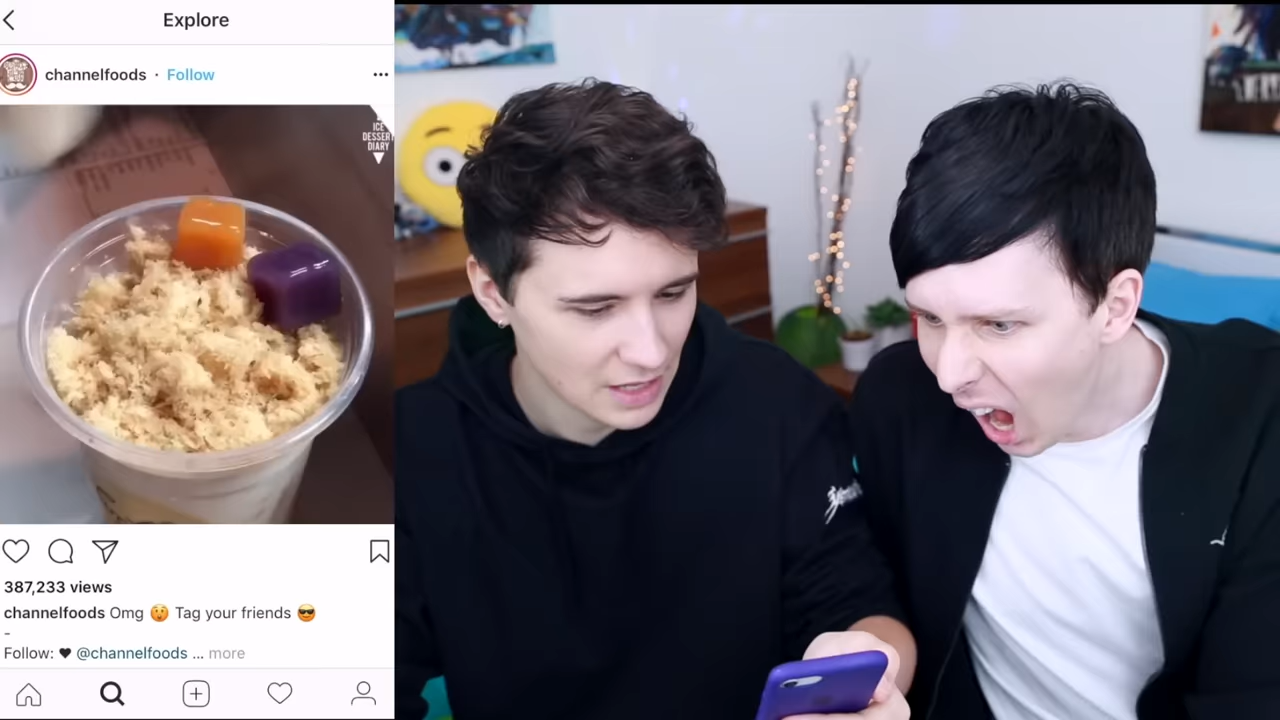 Explore
channelfoods · Follow
ICE
DESSERT
DIARY
387,233 views
channelfoods Omg 😲 Tag your friends 😎
-
Follow: ♥ @channelfoods ... more